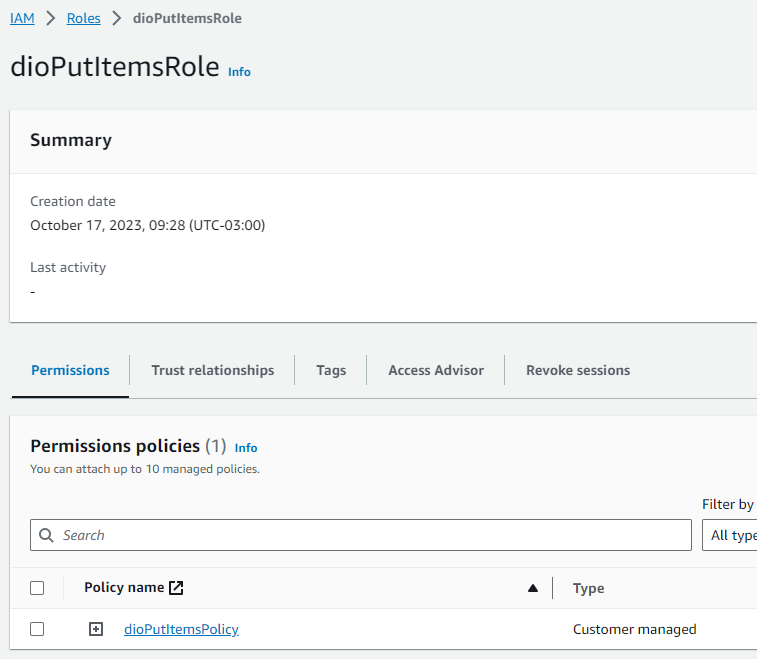 IAM > Roles > dioPutItemsRole
dioPutItemsRole Info
Summary
Creation date
October 17, 2023, 09:28 (UTC-03:00)
Last activity
-
Permissions Trust relationships Tags Access Advisor Revoke sessions
Permissions policies (1) Info
You can attach up to 10 managed policies.
Filter by
Search All type
Policy name Type
dioPutItemsPolicy Customer managed